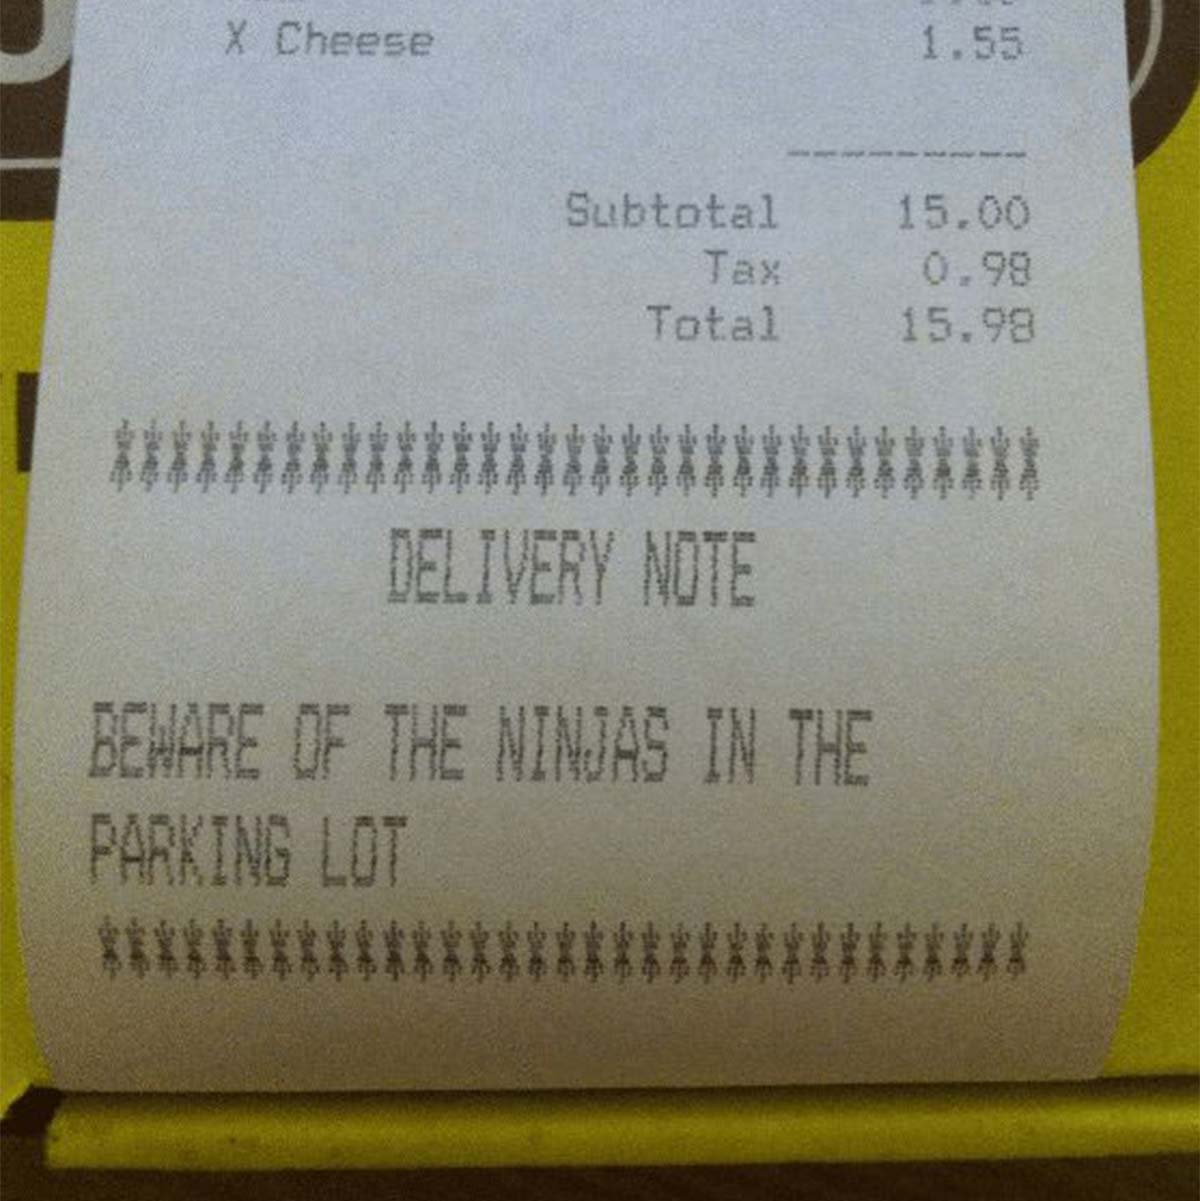 X Cheese 1.55
----------
Subtotal 15.00
Tax 0.98
Total 15.98
*********************************
DELIVERY NOTE
BEWARE OF THE NINJAS IN THE
PARKING LOT
*********************************